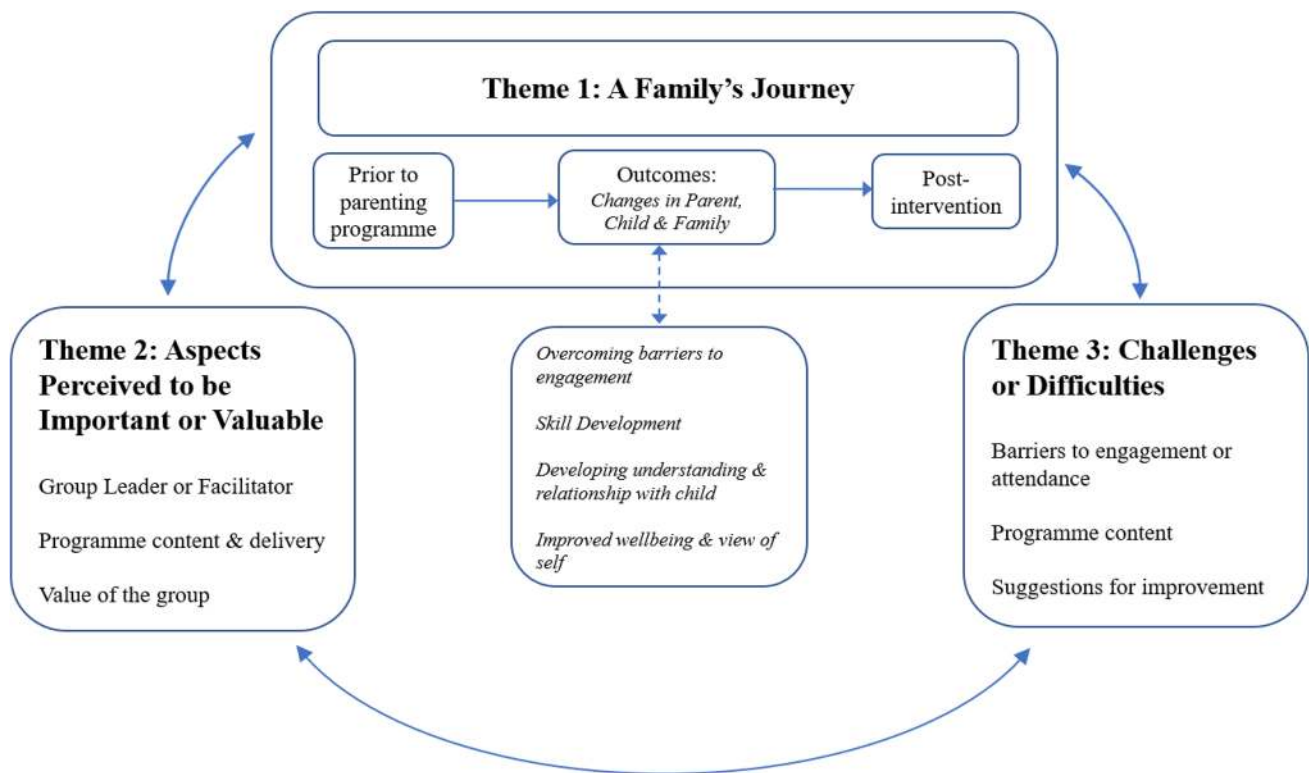 Theme 1: A Family’s Journey
Prior to
parenting
programme
Outcomes:
Changes in Parent,
Child & Family
Post-
intervention
Theme 2: Aspects
Perceived to be
Important or Valuable
Group Leader or Facilitator
Programme content & delivery
Value of the group
Overcoming barriers to
engagement
Skill Development
Developing understanding &
relationship with child
Improved wellbeing & view of
self
Theme 3: Challenges
or Difficulties
Barriers to engagement or
attendance
Programme content
Suggestions for improvement